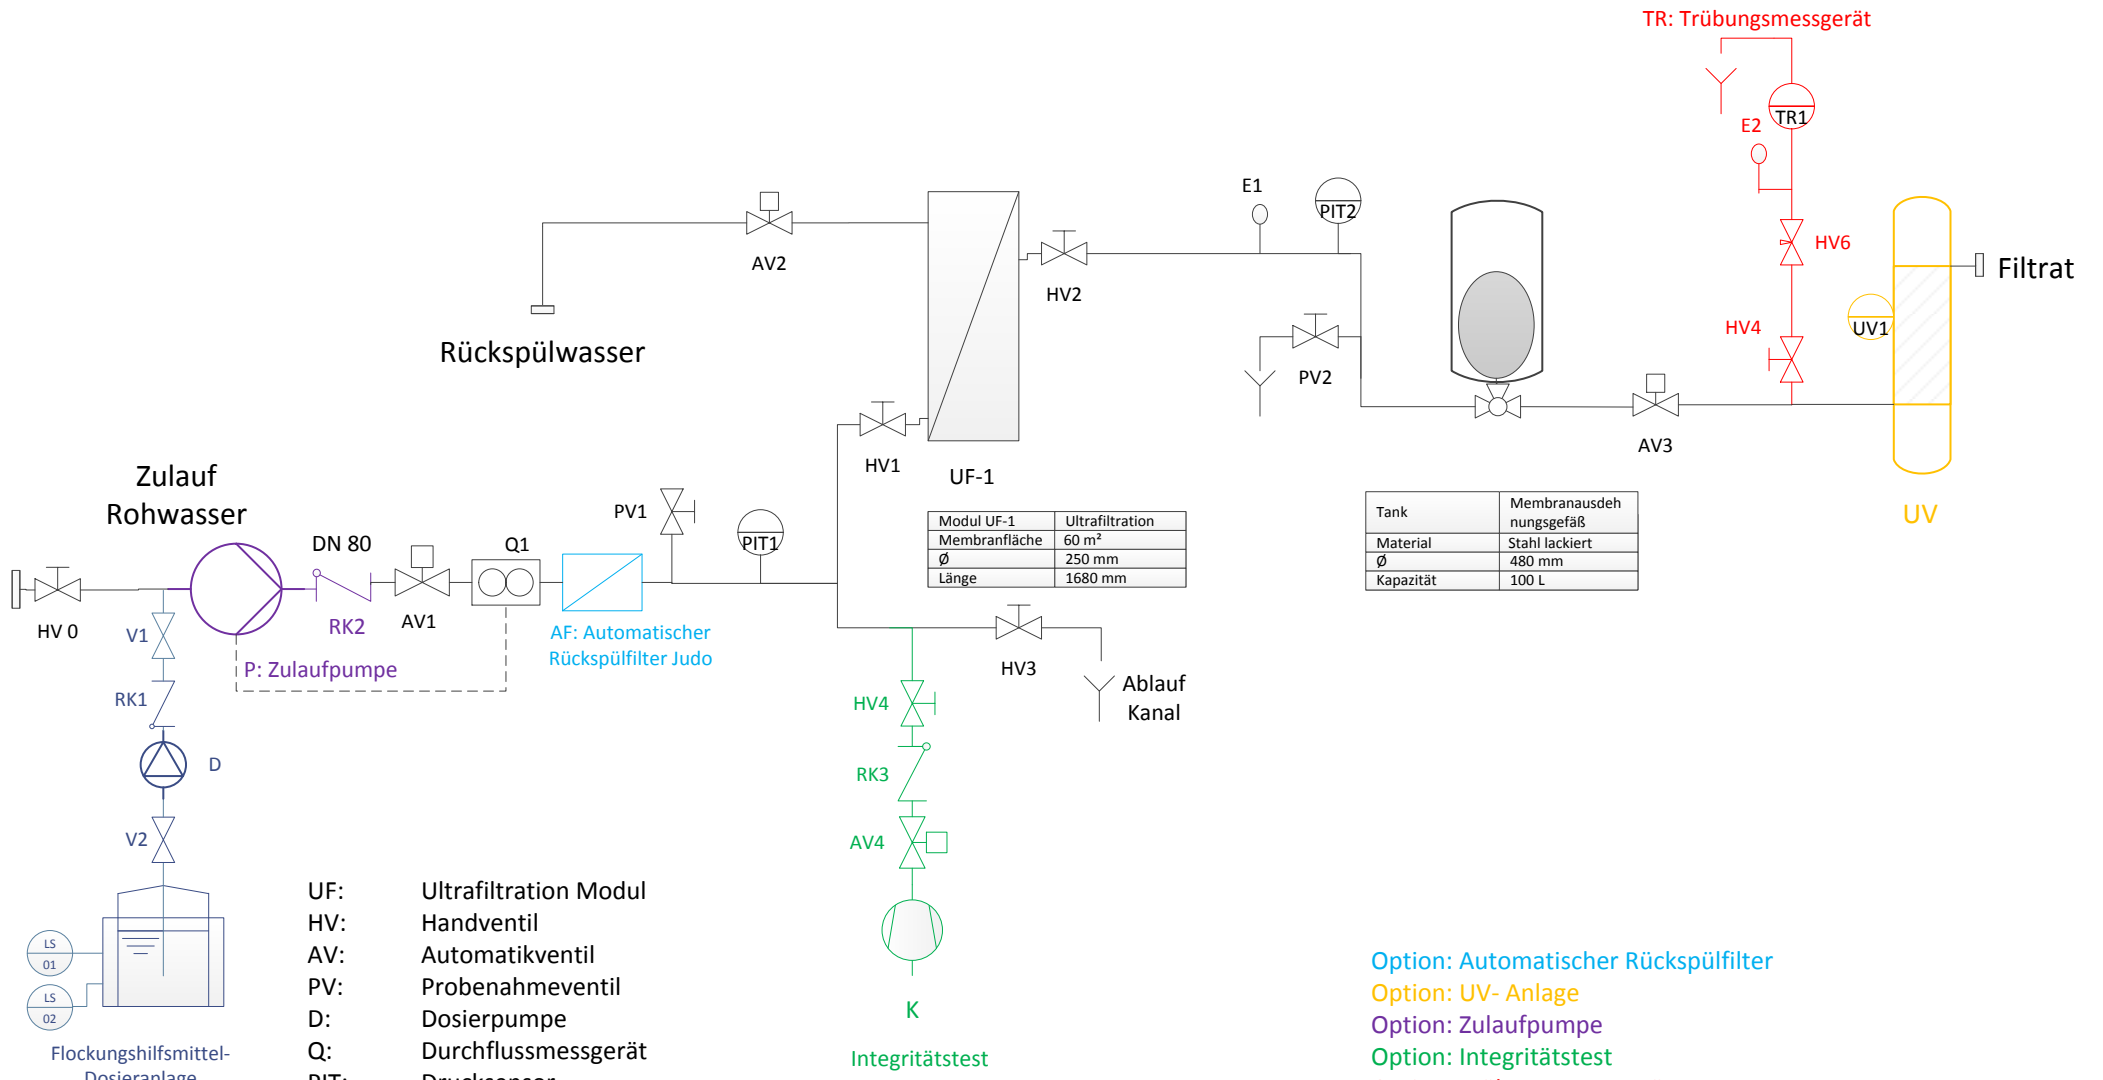 TR: Trübungsmessgerät
TR1
E2
HV6
HV4
UV1
Filtrat
UV
E1
PIT2
AV2
HV2
Rückspülwasser
PV2
AV3
HV1
UF-1
Zulauf
Rohwasser
PV1
PIT1
DN 80
Q1
HV 0
V1
RK2
AV1
AF: Automatischer
Rückspülfilter Judo
P: Zulaufpumpe
Modul UF-1 Ultrafiltration
Membranfläche 60 m²
Ø 250 mm
Länge 1680 mm
Tank Membranausdeh
nungsgefäß
Material Stahl lackiert
Ø 480 mm
Kapazität 100 L
HV3
Ablauf
Kanal
RK1
HV4
D
RK3
V2
AV4
K
Integritätstest
LS
01
LS
02
Flockungshilfsmittel-
Dosieranlage
UF: Ultrafiltration Modul
HV: Handventil
AV: Automatikventil
PV: Probenahmeventil
D: Dosierpumpe
Q: Durchflussmessgerät
PIT: Drucksensor
Option: Automatischer Rückspülfilter
Option: UV- Anlage
Option: Zulaufpumpe
Option: Integritätstest